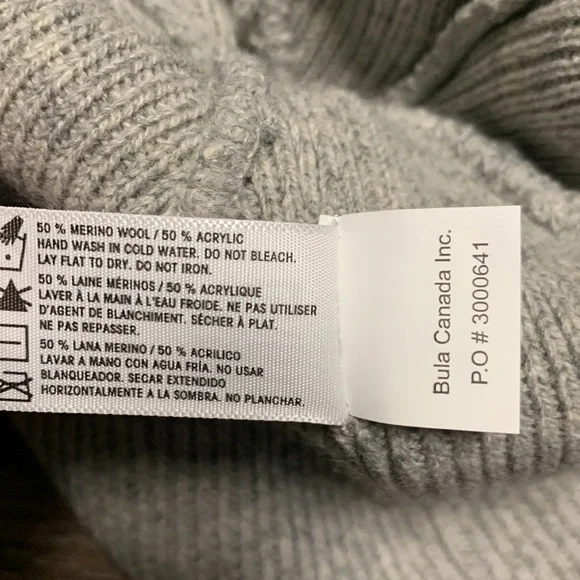 50 % MERINO WOOL / 50 % ACRYLIC
HAND WASH IN COLD WATER. DO NOT BLEACH.
LAY FLAT TO DRY. DO NOT IRON.
50 % LAINE MÉRINOS / 50 % ACRYLIQUE
LAVER À LA MAIN À L'EAU FROIDE. NE PAS UTILISER
D'AGENT DE BLANCHIMENT. SÉCHER À PLAT.
NE PAS REPASSER.
50 % LANA MERINO / 50 % ACRILICO
LAVAR A MANO CON AGUA FRÍA. NO USAR
BLANQUEADOR. SECAR EXTENDIDO
HORIZONTALMENTE A LA SOMBRA. NO PLANCHAR.
Bula Canada Inc.
P.O # 3000641